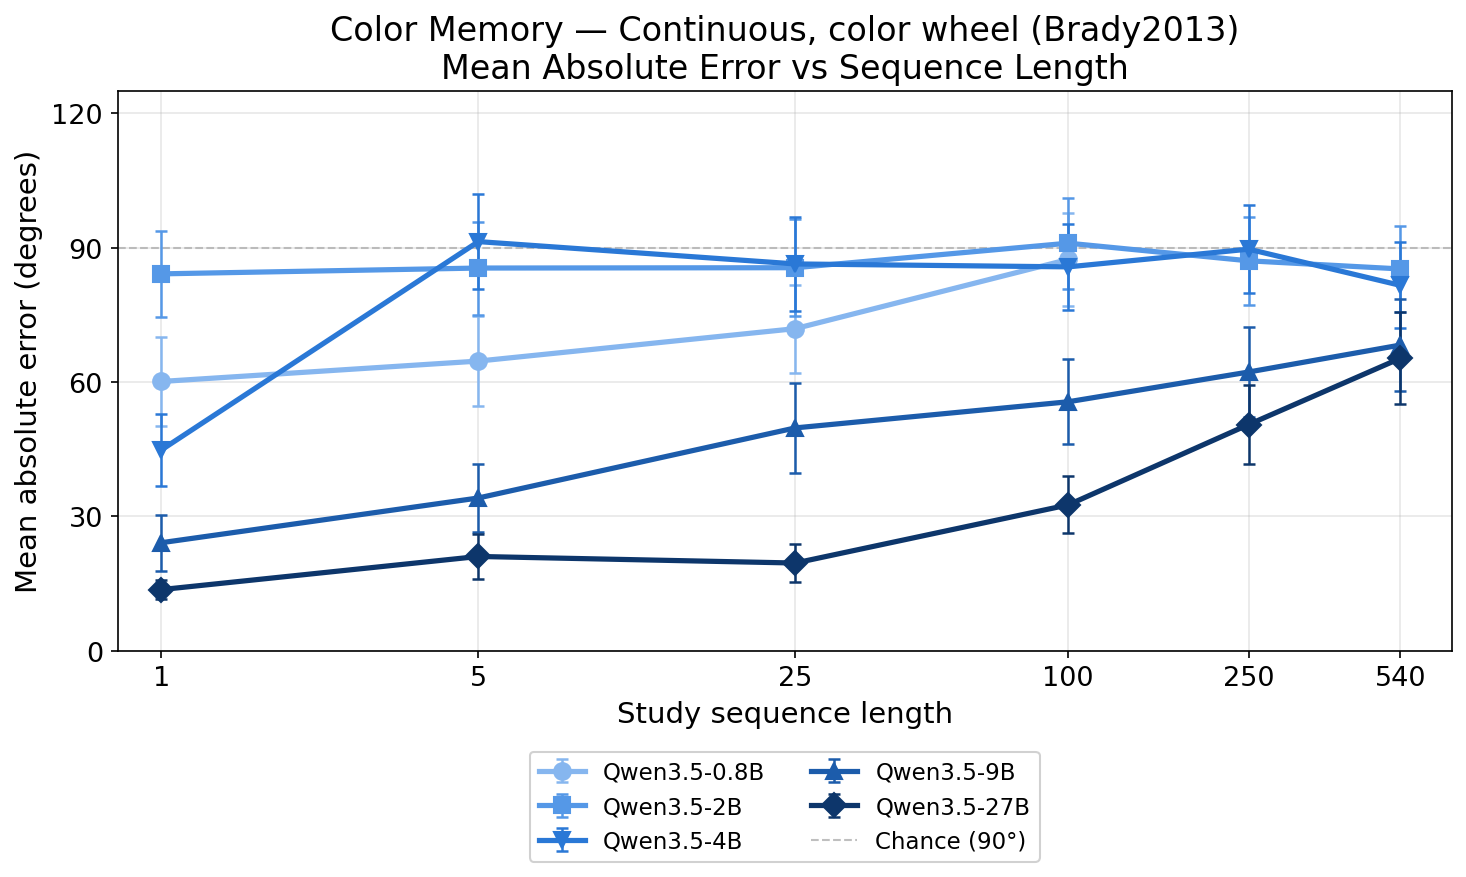 Color Memory — Continuous, color wheel (Brady2013)
Mean Absolute Error vs Sequence Length
Mean absolute error (degrees)
120
90
60
30
0
1 5 25 100 250 540
Study sequence length
Qwen3.5-0.8B
Qwen3.5-2B
Qwen3.5-4B
Qwen3.5-9B
Qwen3.5-27B
Chance (90°)